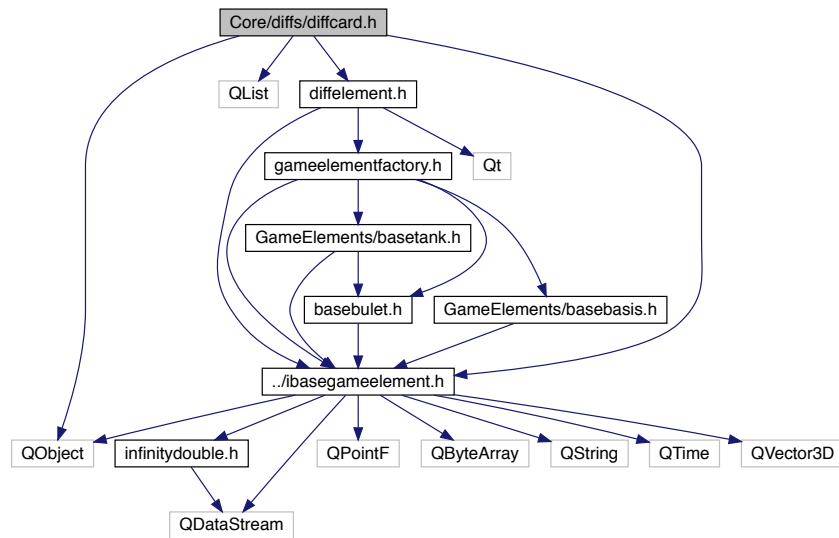 Core/diffs/diffcard.h
QList
diffelement.h
gameelementfactory.h
Qt
GameElements/basetank.h
basebulet.h
GameElements/basebasis.h
../ibasegameelement.h
QObject
infinitydouble.h
QPointF
QByteArray
QString
QTime
QVector3D
QDataStream